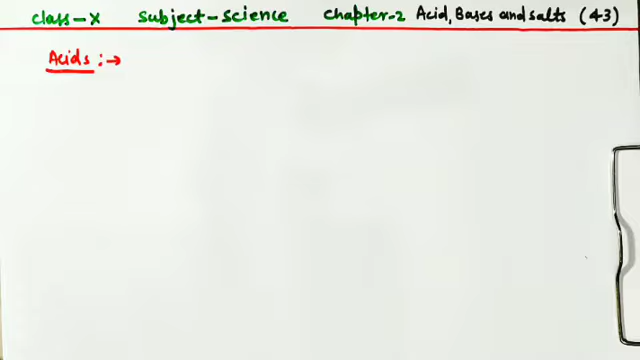 class-X Subject-Science Chapter-2 Acid, Bases and salts (43)
Acids :→